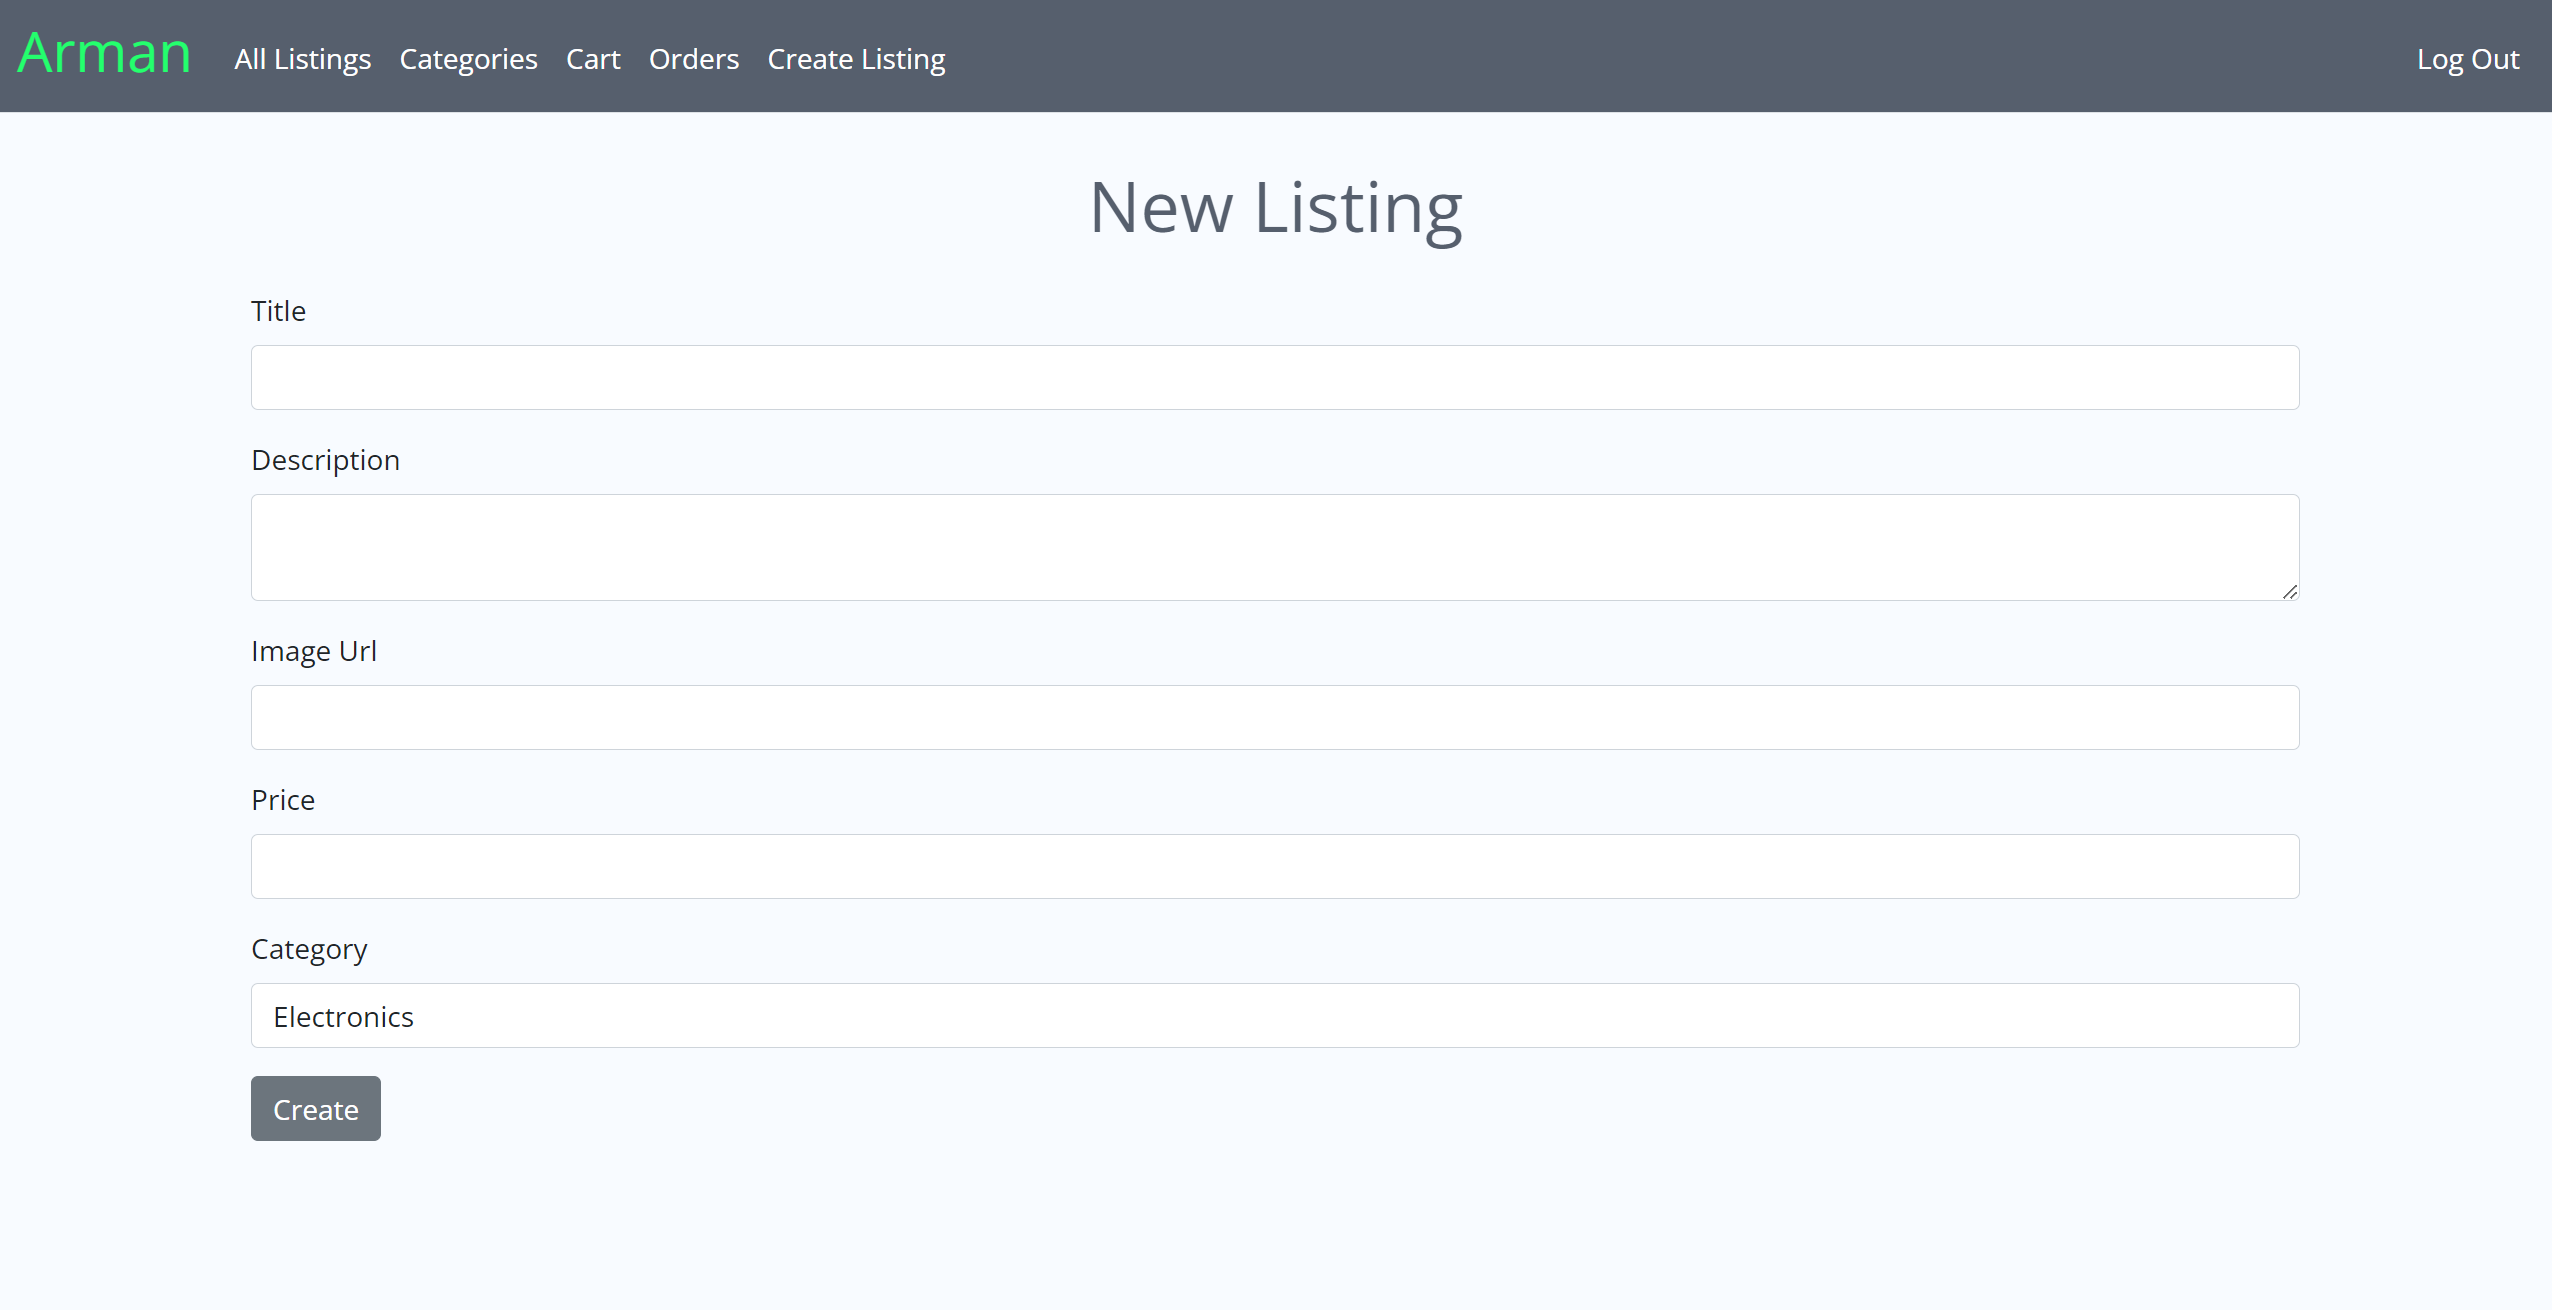 Arman All Listings Categories Cart Orders Create Listing Log Out
New Listing
Title
Description
Image Url
Price
Category
Electronics
Create